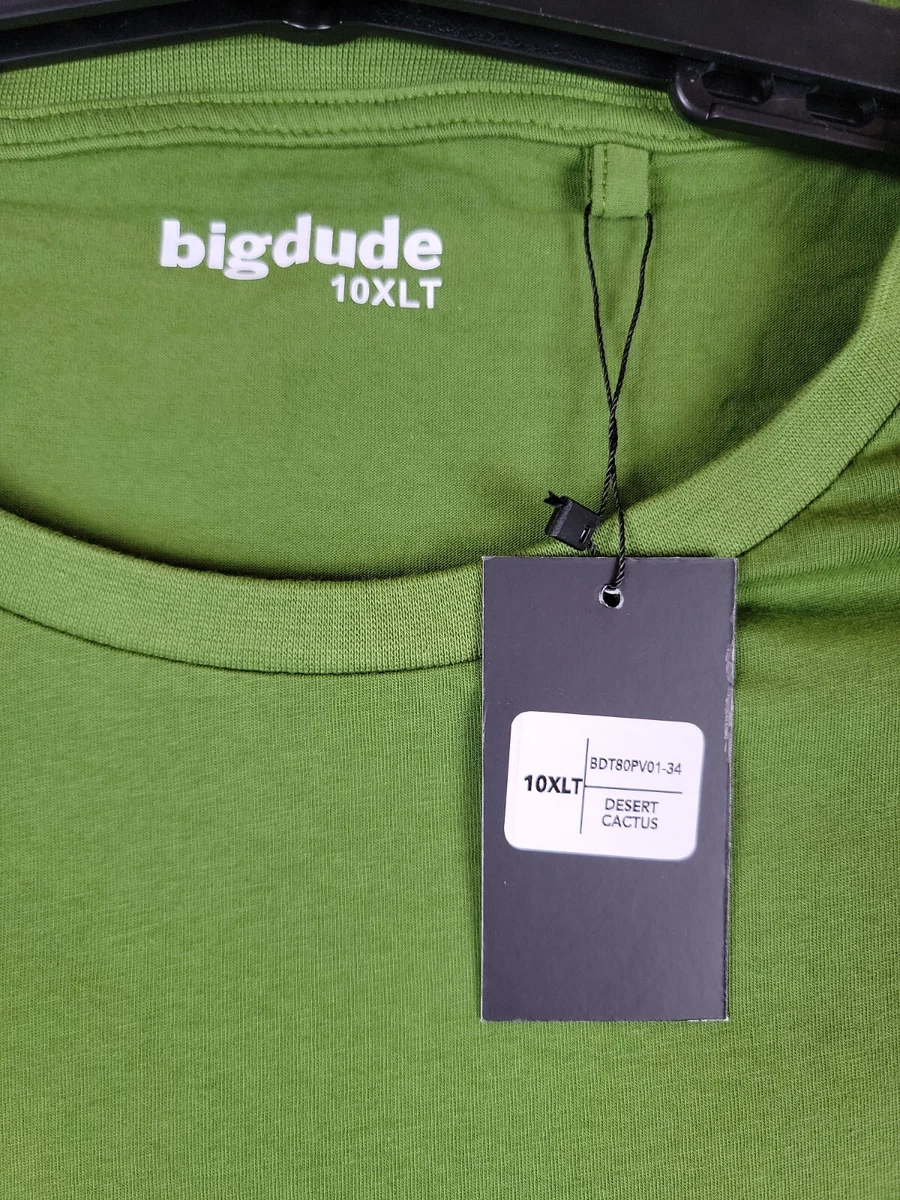 bigdude
10XLT
10XLT
BDT80PV01-34
DESERT
CACTUS